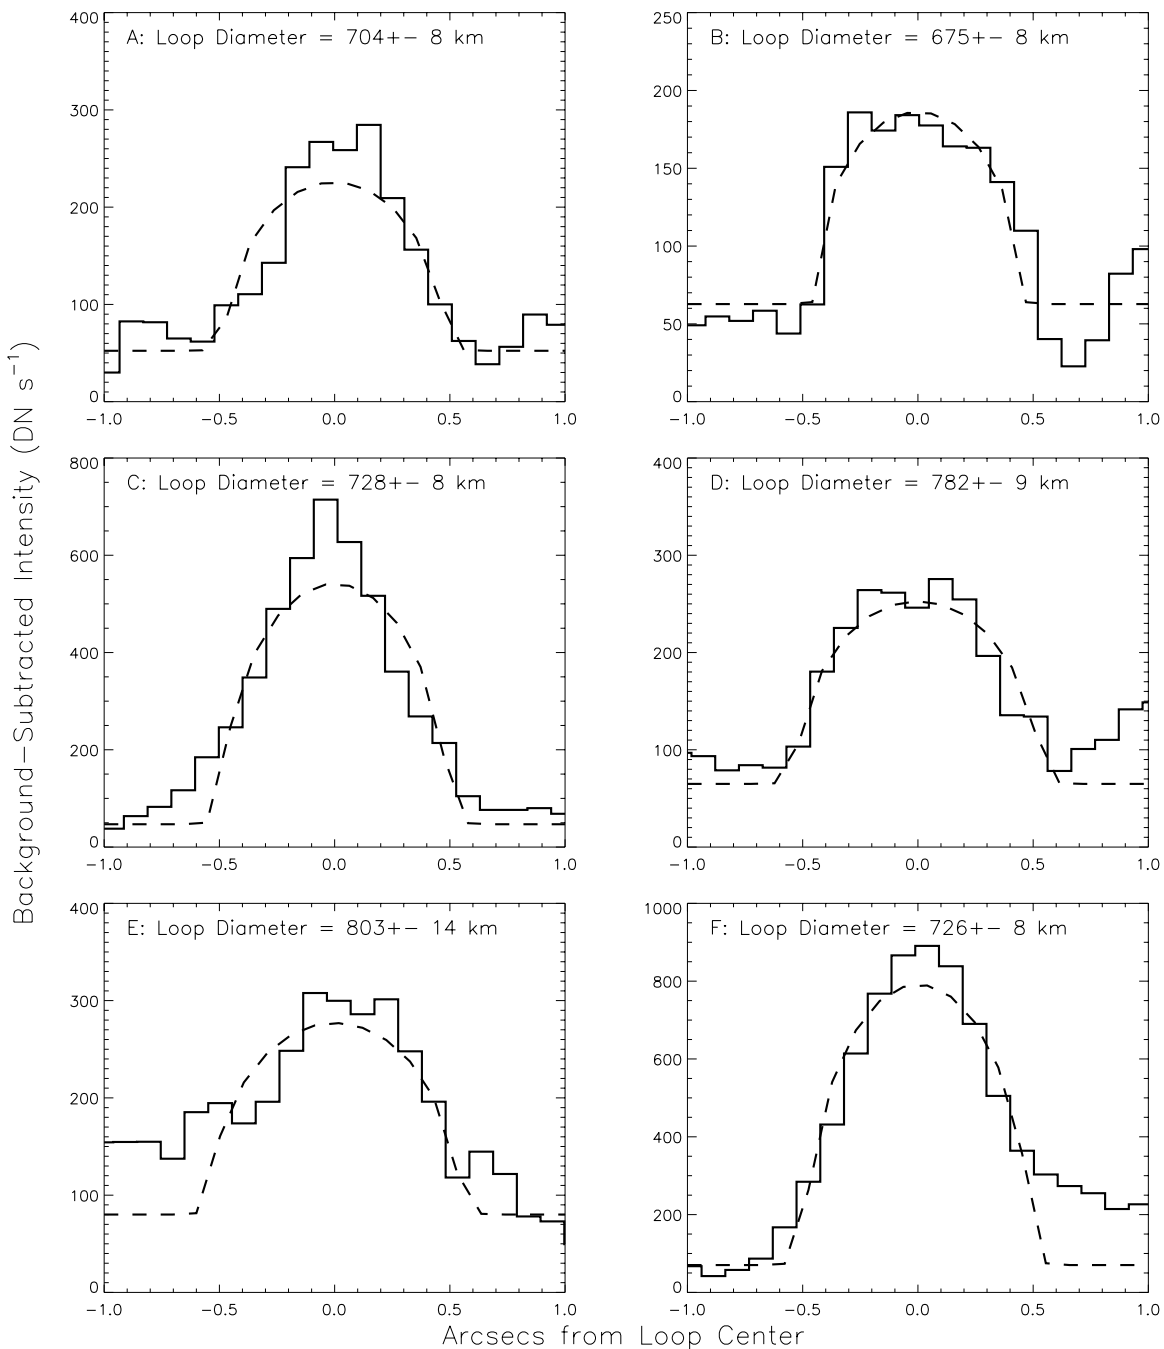 Background−Subtracted Intensity (DN s⁻¹)
A: Loop Diameter = 704+− 8 km
400
300
200
100
0
−1.0 −0.5 0.0 0.5 1.0
B: Loop Diameter = 675+− 8 km
250
200
150
100
50
0
−1.0 −0.5 0.0 0.5 1.0
C: Loop Diameter = 728+− 8 km
800
600
400
200
0
−1.0 −0.5 0.0 0.5 1.0
D: Loop Diameter = 782+− 9 km
400
300
200
100
0
−1.0 −0.5 0.0 0.5 1.0
E: Loop Diameter = 803+− 14 km
400
300
200
100
0
−1.0 −0.5 0.0 0.5 1.0
F: Loop Diameter = 726+− 8 km
1000
800
600
400
200
0
−1.0 −0.5 0.0 0.5 1.0
Arcsecs from Loop Center